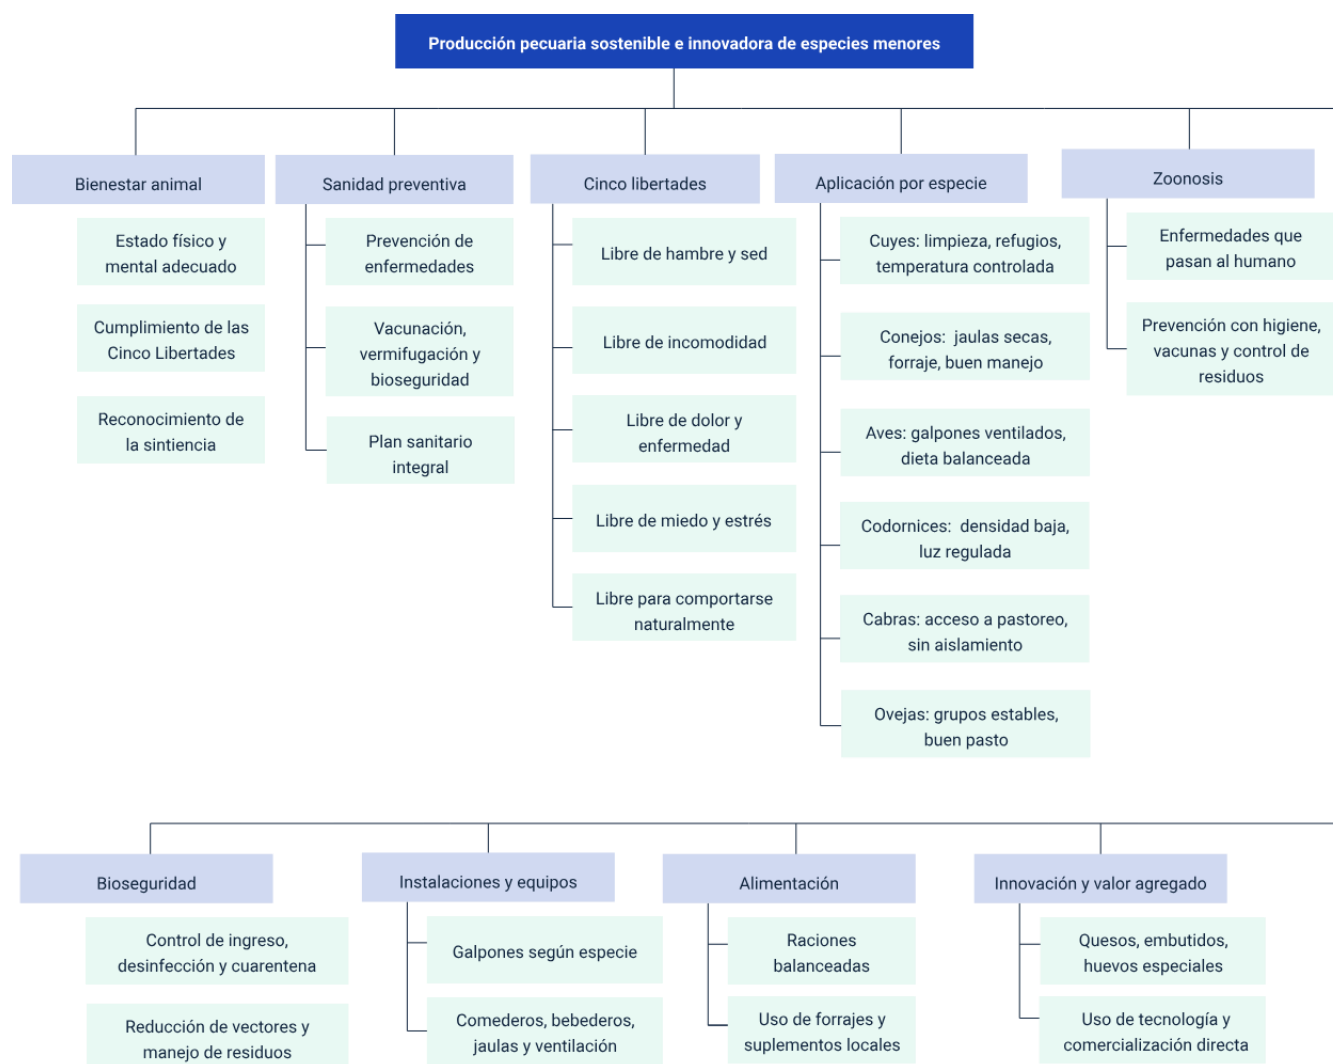 Producción pecuaria sostenible e innovadora de especies menores
Bienestar animal
Estado físico y
mental adecuado
Cumplimiento de las
Cinco Libertades
Reconocimiento de
la sintiencia
Sanidad preventiva
Prevención de
enfermedades
Vacunación,
vermifugación y
bioseguridad
Plan sanitario
integral
Cinco libertades
Libre de hambre y sed
Libre de incomodidad
Libre de dolor y
enfermedad
Libre de miedo y estrés
Libre para comportarse
naturalmente
Aplicación por especie
Cuyes: limpieza, refugios,
temperatura controlada
Conejos: jaulas secas,
forraje, buen manejo
Aves: galpones ventilados,
dieta balanceada
Codornices: densidad baja,
luz regulada
Cabras: acceso a pastoreo,
sin aislamiento
Ovejas: grupos estables,
buen pasto
Zoonosis
Enfermedades que
pasan al humano
Prevención con higiene,
vacunas y control de
residuos
Bioseguridad
Control de ingreso,
desinfección y cuarentena
Reducción de vectores y
manejo de residuos
Instalaciones y equipos
Galpones según especie
Comederos, bebederos,
jaulas y ventilación
Alimentación
Raciones
balanceadas
Uso de forrajes y
suplementos locales
Innovación y valor agregado
Quesos, embutidos,
huevos especiales
Uso de tecnología y
comercialización directa